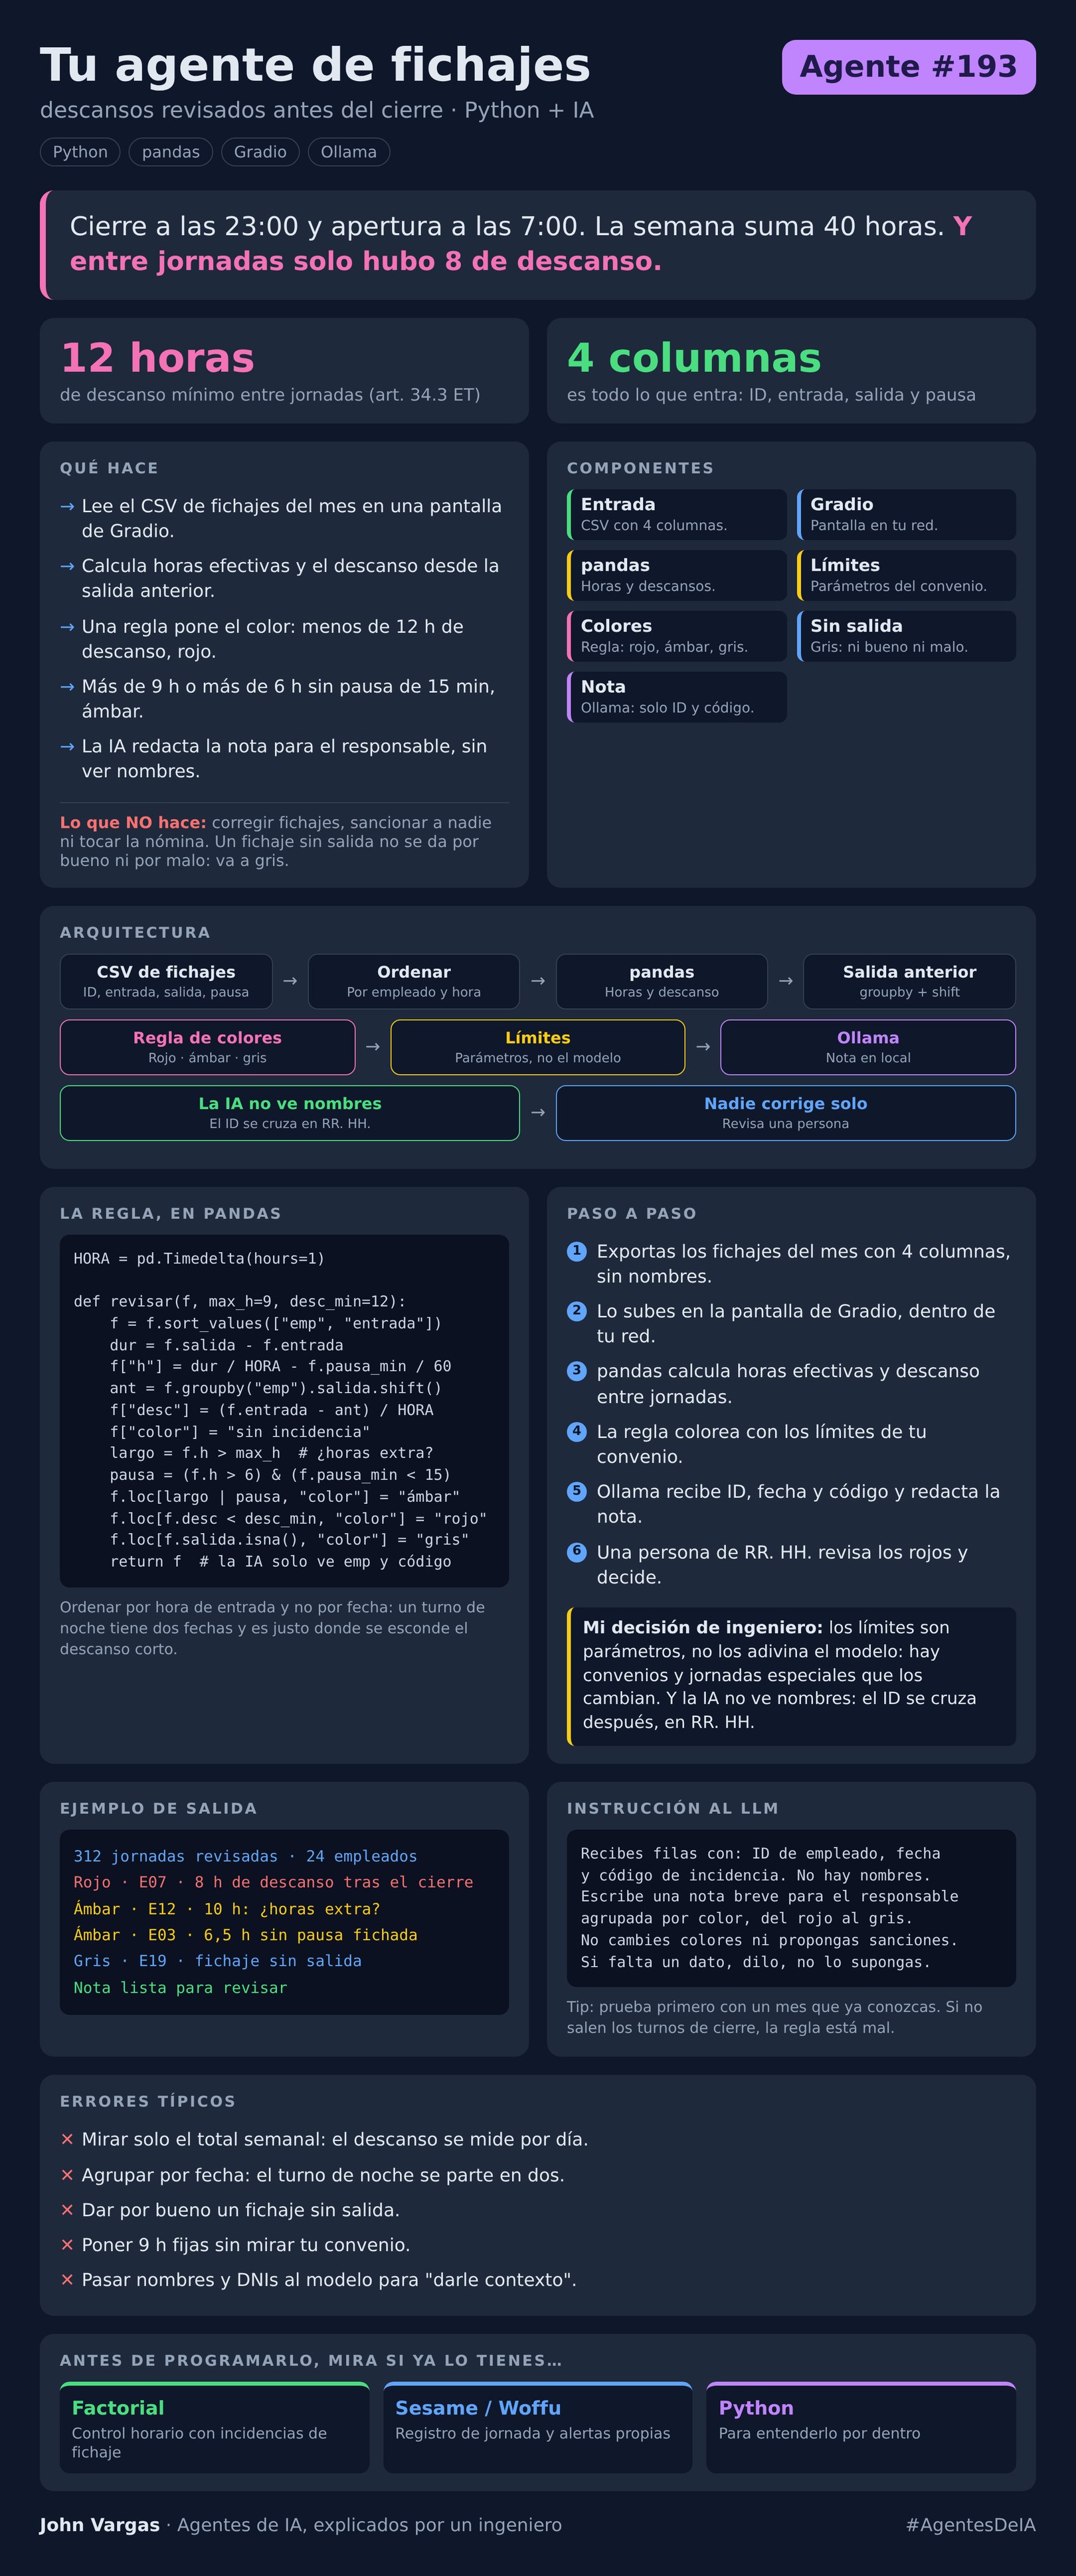 Tu agente de fichajes
Agente #193
descansos revisados antes del cierre · Python + IA
Python
pandas
Gradio
Ollama
Cierre a las 23:00 y apertura a las 7:00. La semana suma 40 horas. Y
entre jornadas solo hubo 8 de descanso.
12 horas
de descanso mínimo entre jornadas (art. 34.3 ET)
4 columnas
es todo lo que entra: ID, entrada, salida y pausa
QUÉ HACE
→ Lee el CSV de fichajes del mes en una pantalla
de Gradio.
→ Calcula horas efectivas y el descanso desde la
salida anterior.
→ Una regla pone el color: menos de 12 h de
descanso, rojo.
→ Más de 9 h o más de 6 h sin pausa de 15 min,
ámbar.
→ La IA redacta la nota para el responsable, sin
ver nombres.
Lo que NO hace: corregir fichajes, sancionar a nadie
ni tocar la nómina. Un fichaje sin salida no se da por
bueno ni por malo: va a gris.
COMPONENTES
Entrada
CSV con 4 columnas.
Gradio
Pantalla en tu red.
pandas
Horas y descansos.
Límites
Parámetros del convenio.
Colores
Regla: rojo, ámbar, gris.
Sin salida
Gris: ni bueno ni malo.
Nota
Ollama: solo ID y código.
ARQUITECTURA
CSV de fichajes
ID, entrada, salida, pausa
→
Ordenar
Por empleado y hora
→
pandas
Horas y descanso
→
Salida anterior
groupby + shift
Regla de colores
Rojo · ámbar · gris
→
Límites
Parámetros, no el modelo
→
Ollama
Nota en local
La IA no ve nombres
El ID se cruza en RR. HH.
→
Nadie corrige solo
Revisa una persona
LA REGLA, EN PANDAS
HORA = pd.Timedelta(hours=1)
def revisar(f, max_h=9, desc_min=12):
f = f.sort_values(["emp", "entrada"])
dur = f.salida - f.entrada
f["h"] = dur / HORA - f.pausa_min / 60
ant = f.groupby("emp").salida.shift()
f["desc"] = (f.entrada - ant) / HORA
f["color"] = "sin incidencia"
largo = f.h > max_h  # ¿horas extra?
pausa = (f.h > 6) & (f.pausa_min < 15)
f.loc[largo | pausa, "color"] = "ámbar"
f.loc[f.desc < desc_min, "color"] = "rojo"
f.loc[f.salida.isna(), "color"] = "gris"
return f  # la IA solo ve emp y código
Ordenar por hora de entrada y no por fecha: un turno de
noche tiene dos fechas y es justo donde se esconde el
descanso corto.
PASO A PASO
1 Exportas los fichajes del mes con 4 columnas,
sin nombres.
2 Lo subes en la pantalla de Gradio, dentro de
tu red.
3 pandas calcula horas efectivas y descanso
entre jornadas.
4 La regla colorea con los límites de tu
convenio.
5 Ollama recibe ID, fecha y código y redacta la
nota.
6 Una persona de RR. HH. revisa los rojos y
decide.
Mi decisión de ingeniero: los límites son
parámetros, no los adivina el modelo: hay
convenios y jornadas especiales que los
cambian. Y la IA no ve nombres: el ID se cruza
después, en RR. HH.
EJEMPLO DE SALIDA
312 jornadas revisadas · 24 empleados
Rojo · E07 · 8 h de descanso tras el cierre
Ámbar · E12 · 10 h: ¿horas extra?
Ámbar · E03 · 6,5 h sin pausa fichada
Gris · E19 · fichaje sin salida
Nota lista para revisar
INSTRUCCIÓN AL LLM
Recibes filas con: ID de empleado, fecha
y código de incidencia. No hay nombres.
Escribe una nota breve para el responsable
agrupada por color, del rojo al gris.
No cambies colores ni propongas sanciones.
Si falta un dato, dilo, no lo supongas.
Tip: prueba primero con un mes que ya conozcas. Si no
salen los turnos de cierre, la regla está mal.
ERRORES TÍPICOS
✕ Mirar solo el total semanal: el descanso se mide por día.
✕ Agrupar por fecha: el turno de noche se parte en dos.
✕ Dar por bueno un fichaje sin salida.
✕ Poner 9 h fijas sin mirar tu convenio.
✕ Pasar nombres y DNIs al modelo para "darle contexto".
ANTES DE PROGRAMARLO, MIRA SI YA LO TIENES…
Factorial
Control horario con incidencias de
fichaje
Sesame / Woffu
Registro de jornada y alertas propias
Python
Para entenderlo por dentro
John Vargas · Agentes de IA, explicados por un ingeniero
#AgentesDeIA